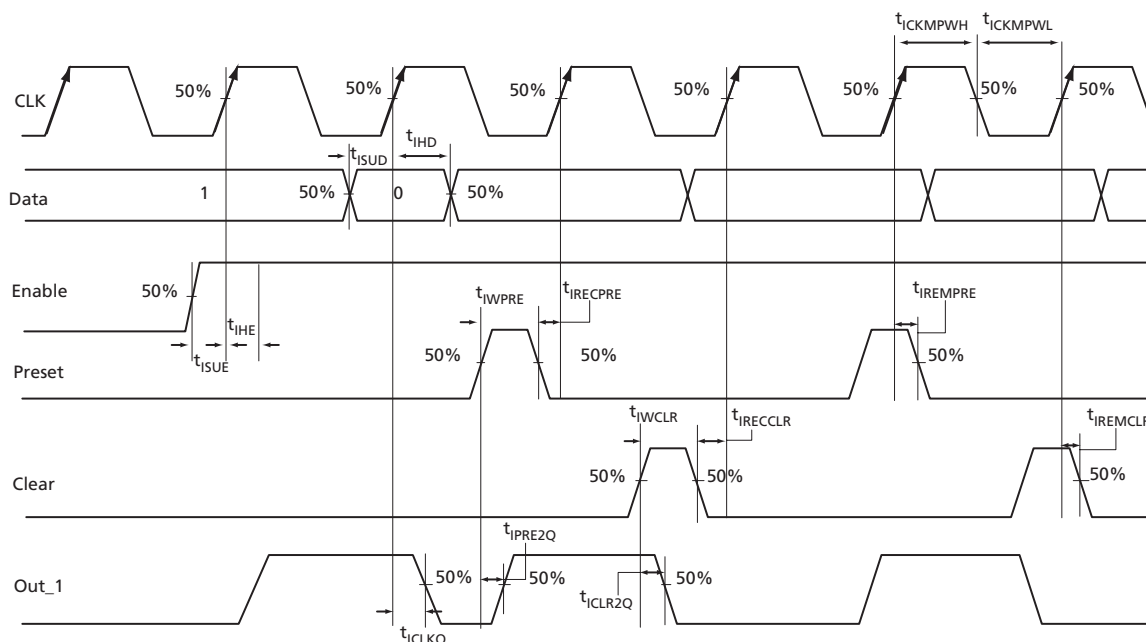 tICKMPWH tICKMPWL
CLK 50% 50% 50% 50% 50% 50% 50%
tISUD tIHD
Data 1 50% 0 50%
Enable 50% tISUE tIHE
tIWPRE tIRECPRE tIREMPRE
Preset 50% 50% 50%
tIWCLR tIRECCLR tIREMCLR
Clear 50% 50% 50%
tIPRE2Q
Out_1 50% 50% 50%
tICLR2Q
tICLKQ